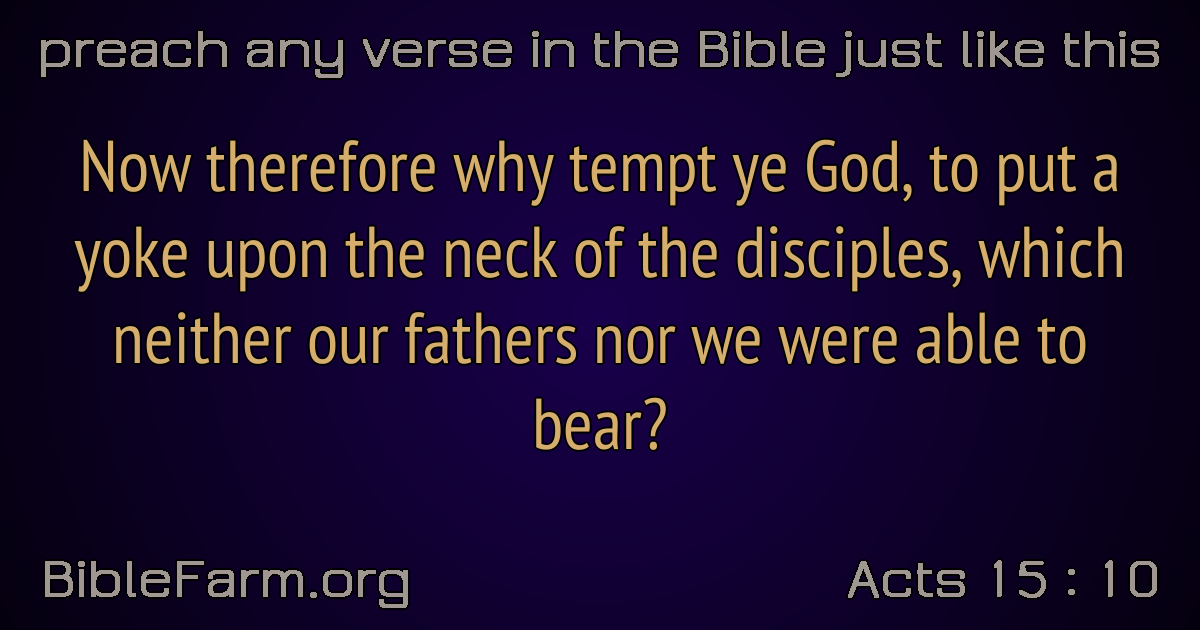 preach any verse in the Bible just like this
Now therefore why tempt ye God, to put a
yoke upon the neck of the disciples, which
neither our fathers nor we were able to
bear?
BibleFarm.org
Acts 15 : 10